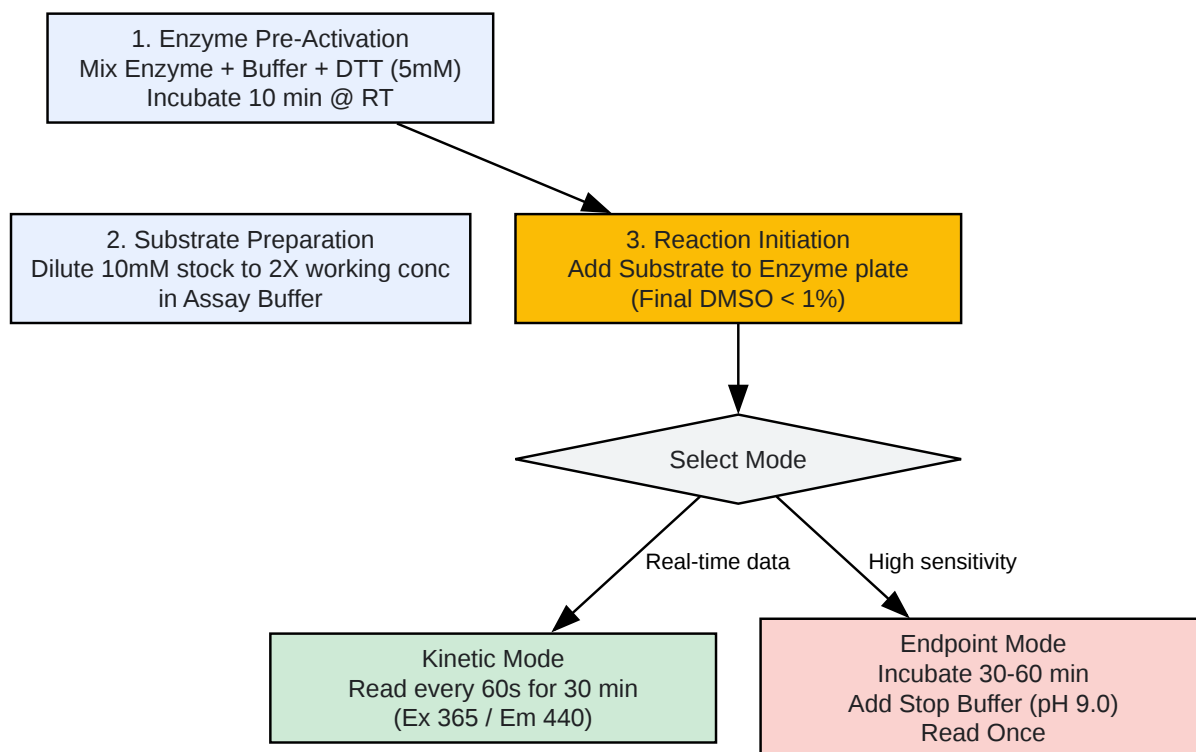 1. Enzyme Pre-Activation
Mix Enzyme + Buffer + DTT (5mM)
Incubate 10 min @ RT
2. Substrate Preparation
Dilute 10mM stock to 2X working conc
in Assay Buffer
3. Reaction Initiation
Add Substrate to Enzyme plate
(Final DMSO < 1%)
Select Mode
Real-time data
High sensitivity
Kinetic Mode
Read every 60s for 30 min
(Ex 365 / Em 440)
Endpoint Mode
Incubate 30-60 min
Add Stop Buffer (pH 9.0)
Read Once